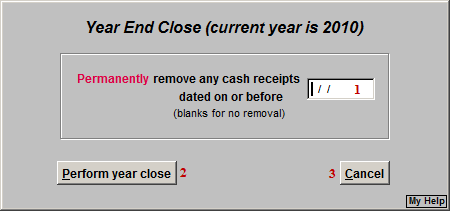 Year End Close (current year is 2010)
Permanently remove any cash receipts
dated on or before
(blanks for no removal)
/ / 1
Perform year close 2
3 Cancel
My Help